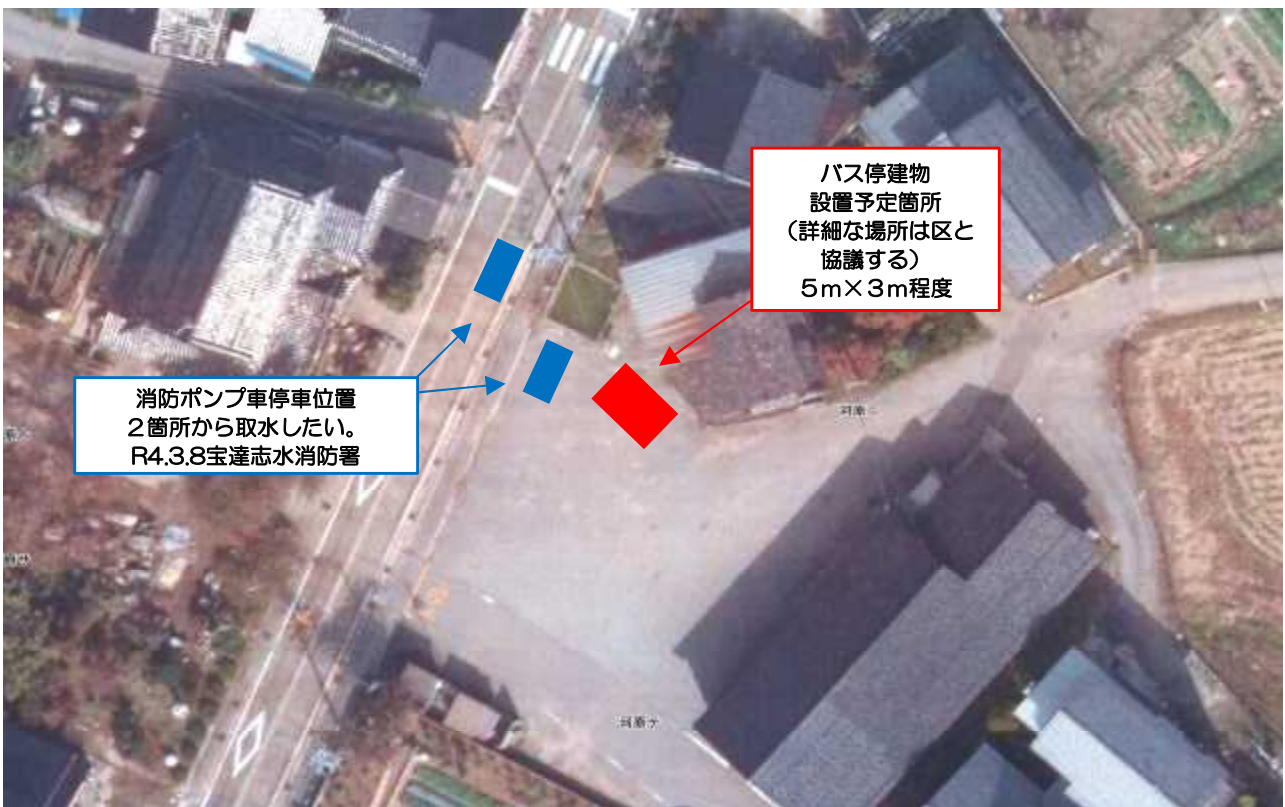 バス停建物
設置予定箇所
（詳細な場所は区と
協議する）
５ｍ×３ｍ程度
消防ポンプ車停車位置
２箇所から取水したい。
R4.3.8宝達志水消防署